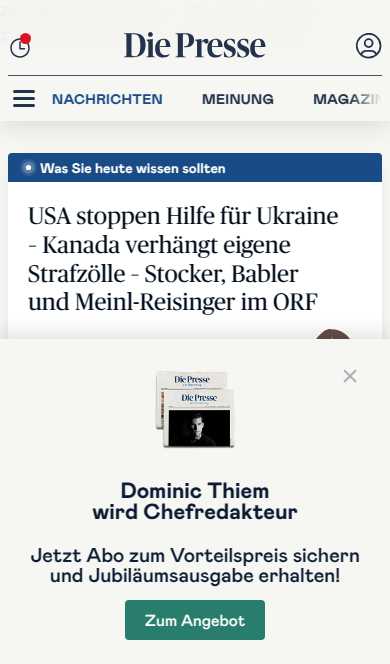 Die Presse
NACHRICHTEN MEINUNG MAGAZIN
Was Sie heute wissen sollten
USA stoppen Hilfe für Ukraine
– Kanada verhängt eigene
Strafzölle – Stocker, Babler
und Meinl-Reisinger im ORF
Die Presse
Die Presse
Dominic Thiem
wird Chefredakteur
Jetzt Abo zum Vorteilspreis sichern
und Jubiläumsausgabe erhalten!
Zum Angebot